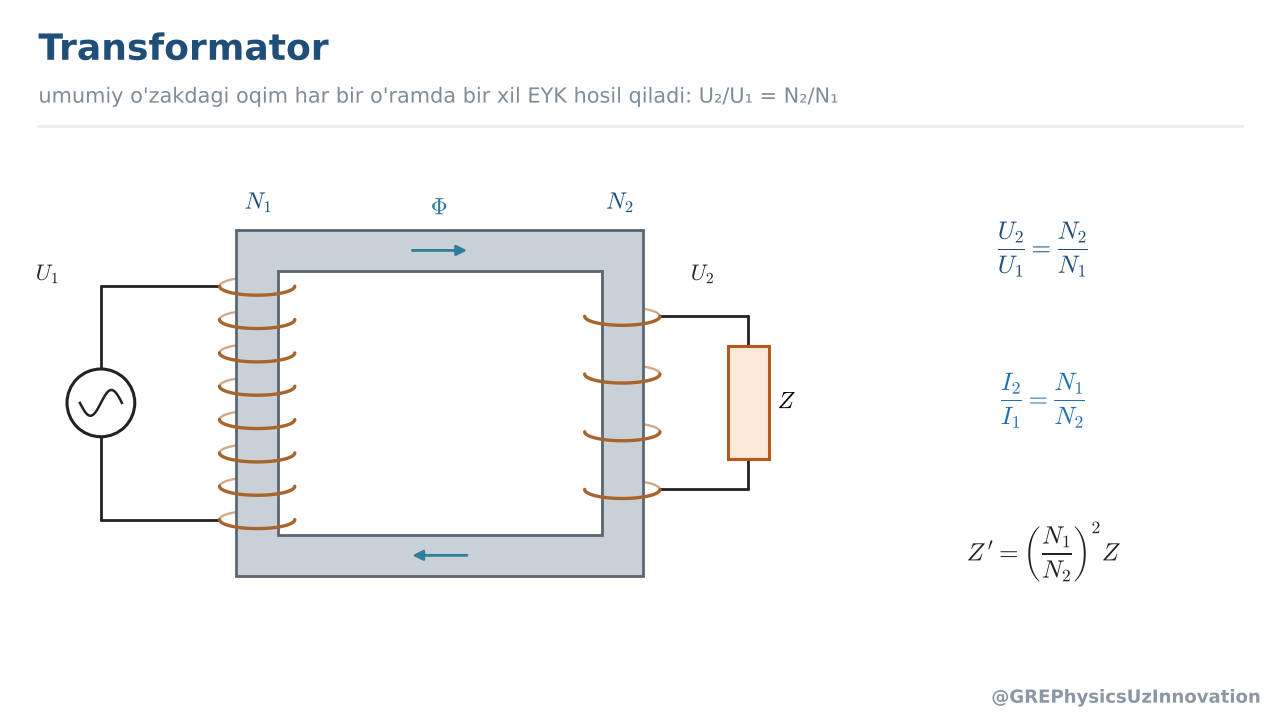 Transformator
umumiy o'zakdagi oqim har bir o'ramda bir xil EYK hosil qiladi: U₂/U₁ = N₂/N₁
N₁
Φ
N₂
U₁
U₂
Z
U₂/U₁ = N₂/N₁
I₂/I₁ = N₁/N₂
Z′ = (N₁/N₂)² Z
@GREPhysicsUzInnovation